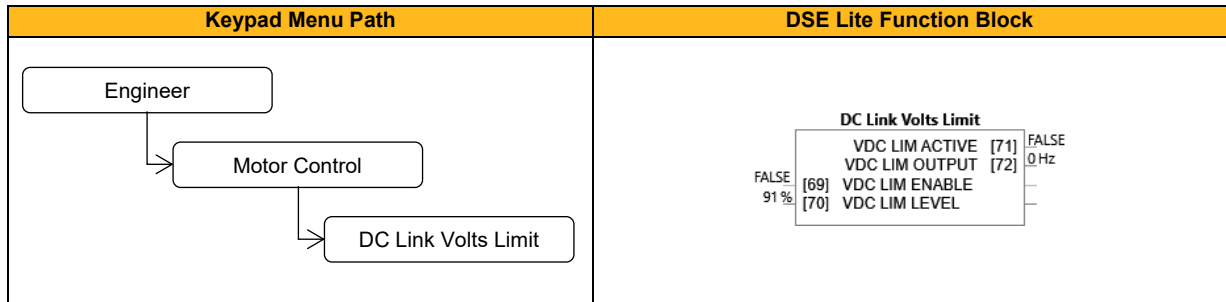 Keypad Menu Path
DSE Lite Function Block
Engineer
Motor Control
DC Link Volts Limit
DC Link Volts Limit
VDC LIM ACTIVE [71] FALSE
VDC LIM OUTPUT [72] 0 Hz
FALSE [69] VDC LIM ENABLE
91 % [70] VDC LIM LEVEL